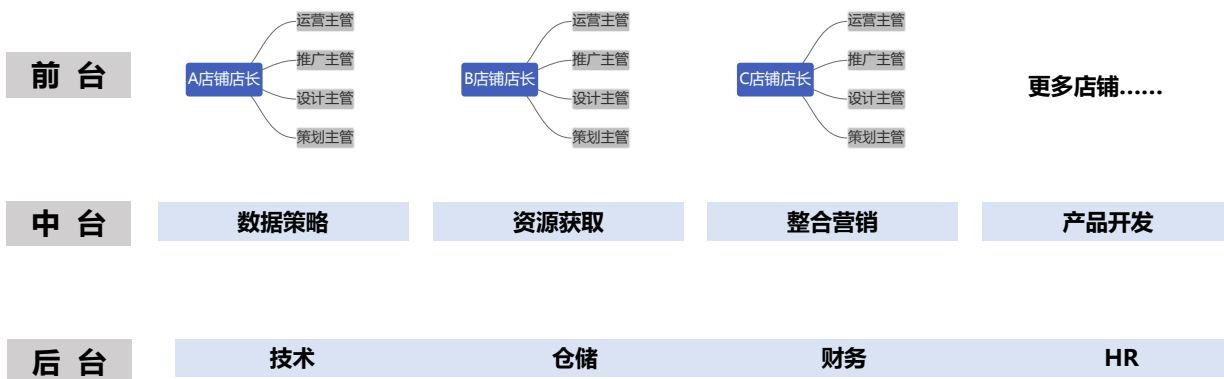 前 台
A店铺店长
运营主管
推广主管
设计主管
策划主管
B店铺店长
运营主管
推广主管
设计主管
策划主管
C店铺店长
运营主管
推广主管
设计主管
策划主管
更多店铺……
中 台
数据策略
资源获取
整合营销
产品开发
后 台
技术
仓储
财务
HR